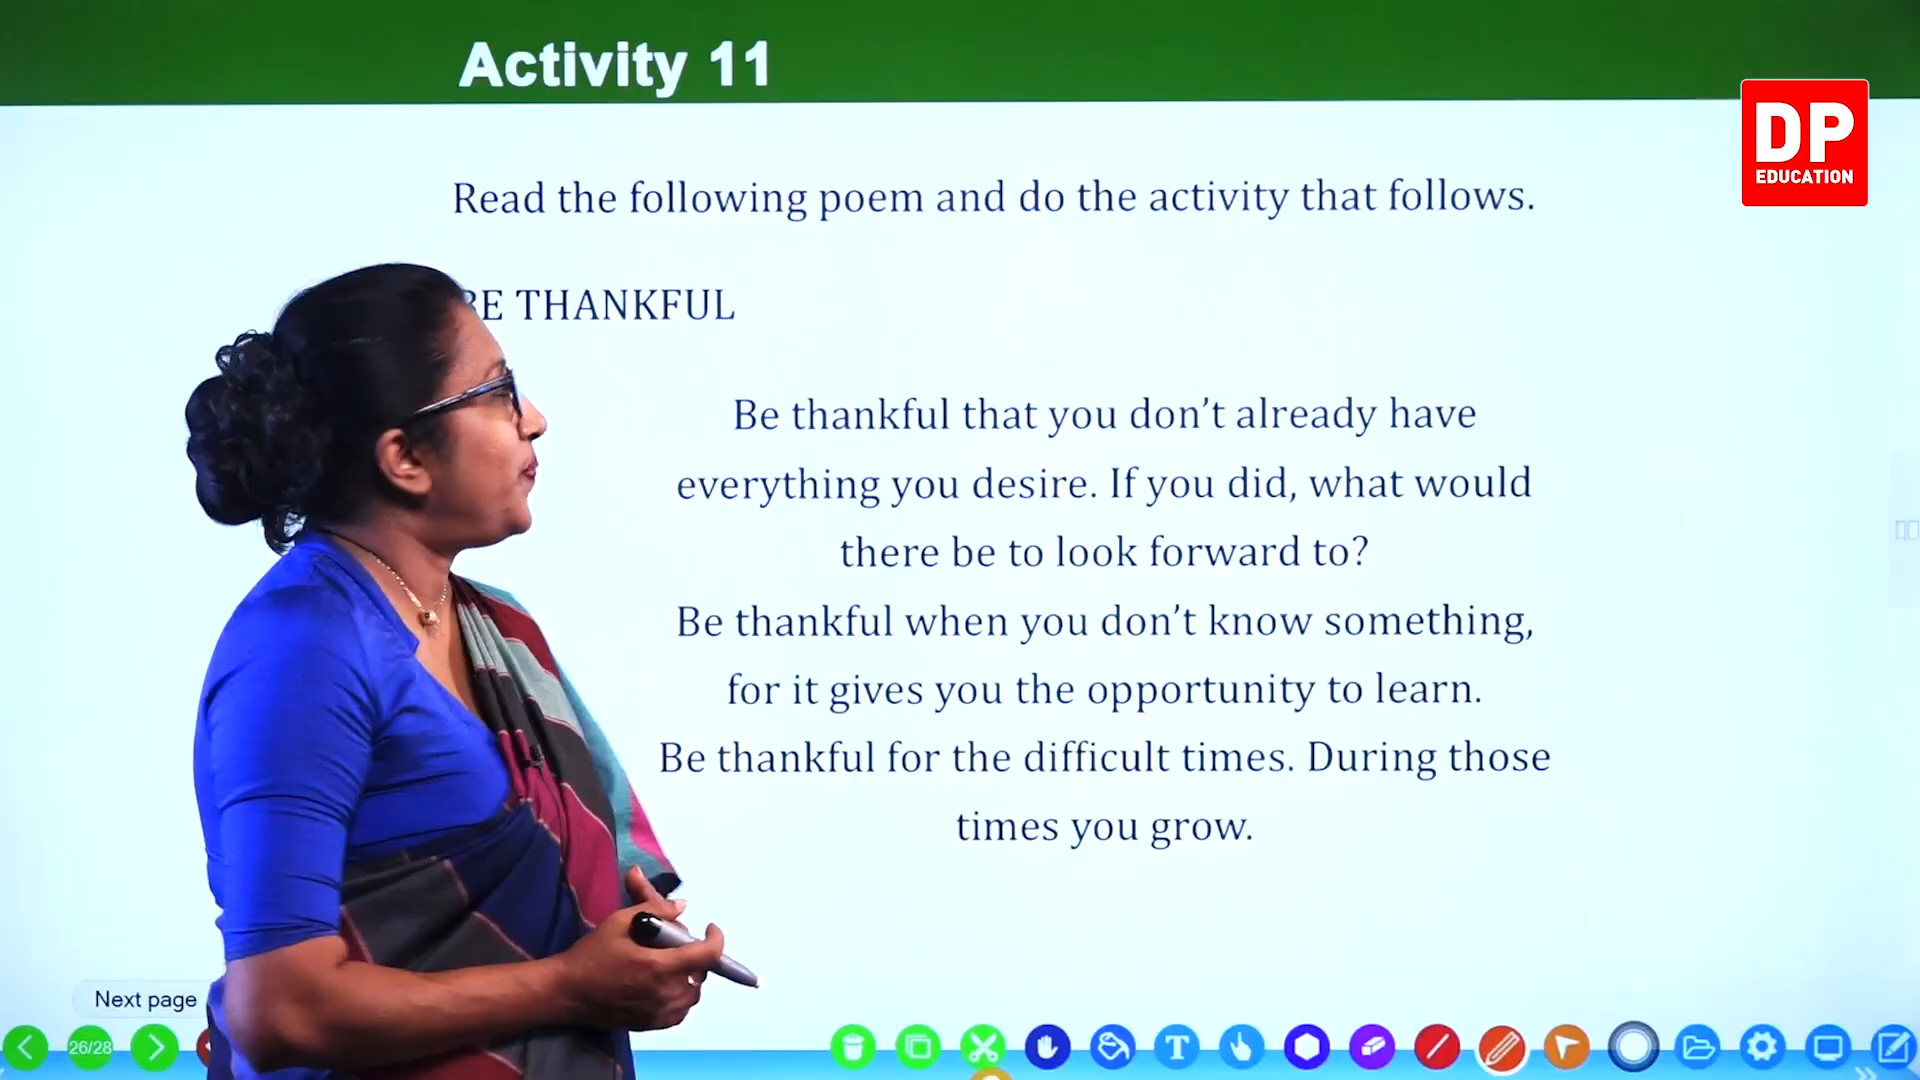 Activity 11
DP
EDUCATION
Read the following poem and do the activity that follows.
BE THANKFUL
Be thankful that you don’t already have
everything you desire. If you did, what would
there be to look forward to?
Be thankful when you don’t know something,
for it gives you the opportunity to learn.
Be thankful for the difficult times. During those
times you grow.
Next page
26/28
T